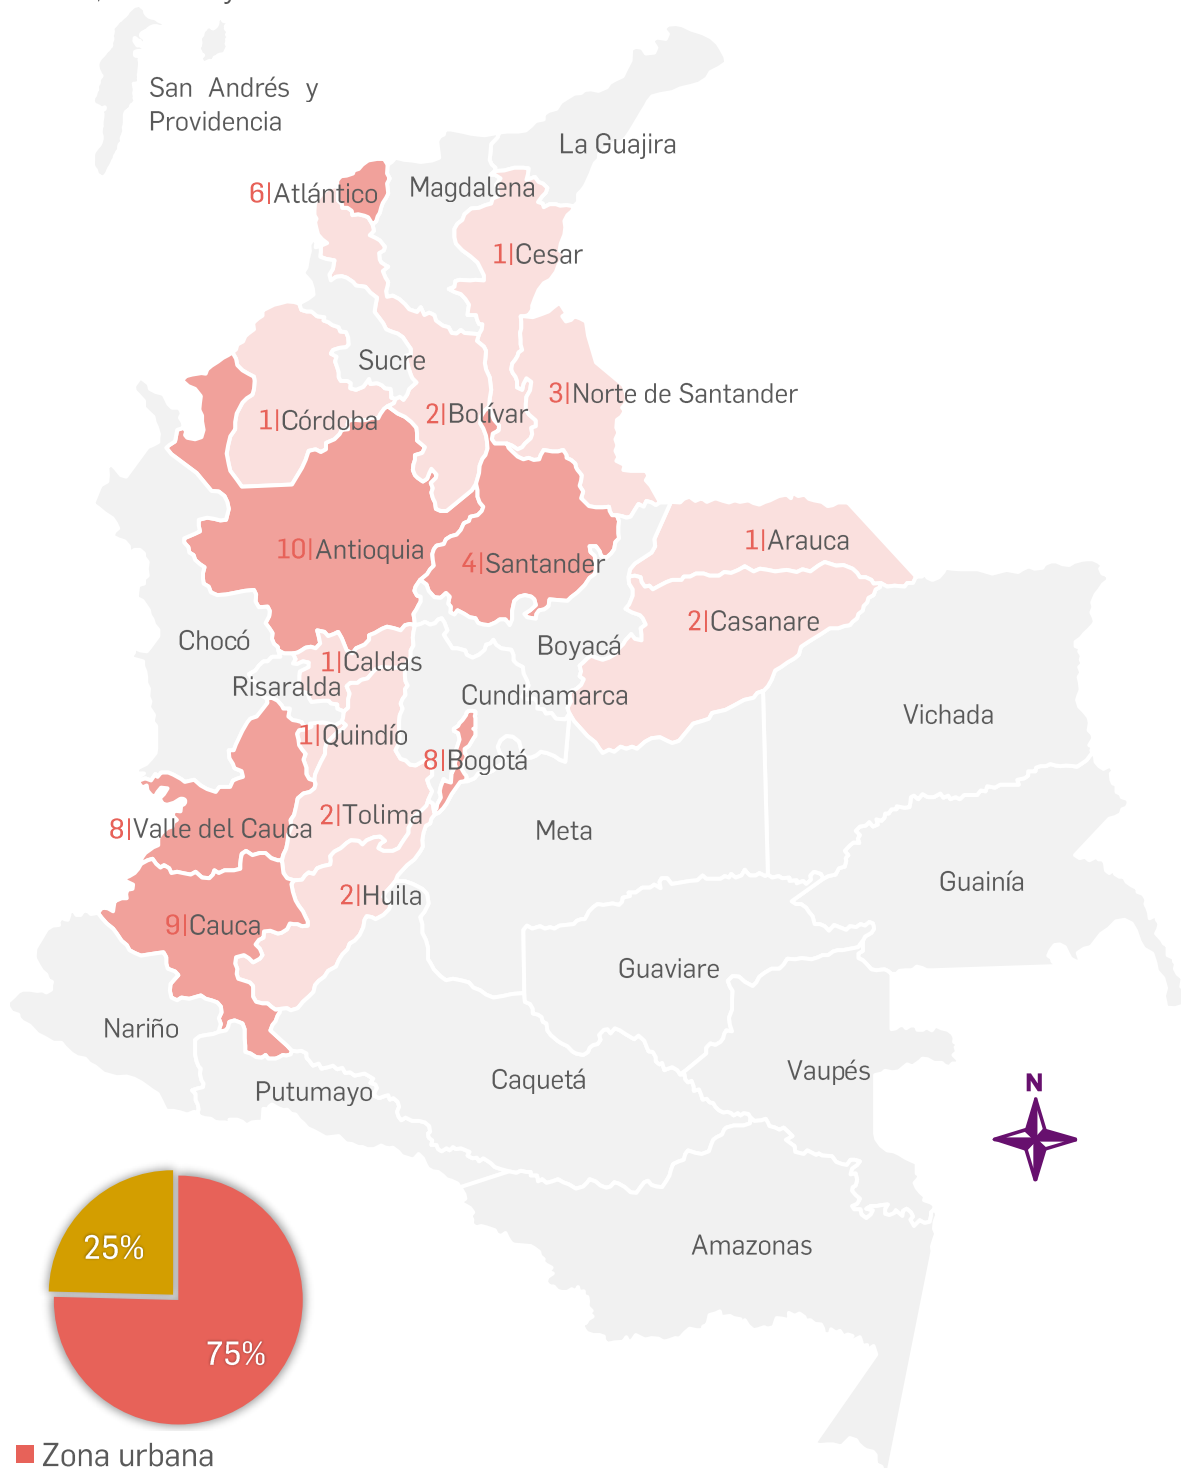 San Andrés y
Providencia
La Guajira
6|Atlántico
Magdalena
1|Cesar
Sucre
3|Norte de Santander
1|Córdoba
2|Bolívar
1|Arauca
10|Antioquia
4|Santander
2|Casanare
Chocó
Boyacá
1|Caldas
Risaralda
Cundinamarca
Vichada
1|Quindío
8|Bogotá
2|Tolima
8|Valle del Cauca
Meta
Guainía
2|Huila
9|Cauca
Guaviare
Nariño
Vaupés
Caquetá
N
Putumayo
Amazonas
25%
75%
Zona urbana